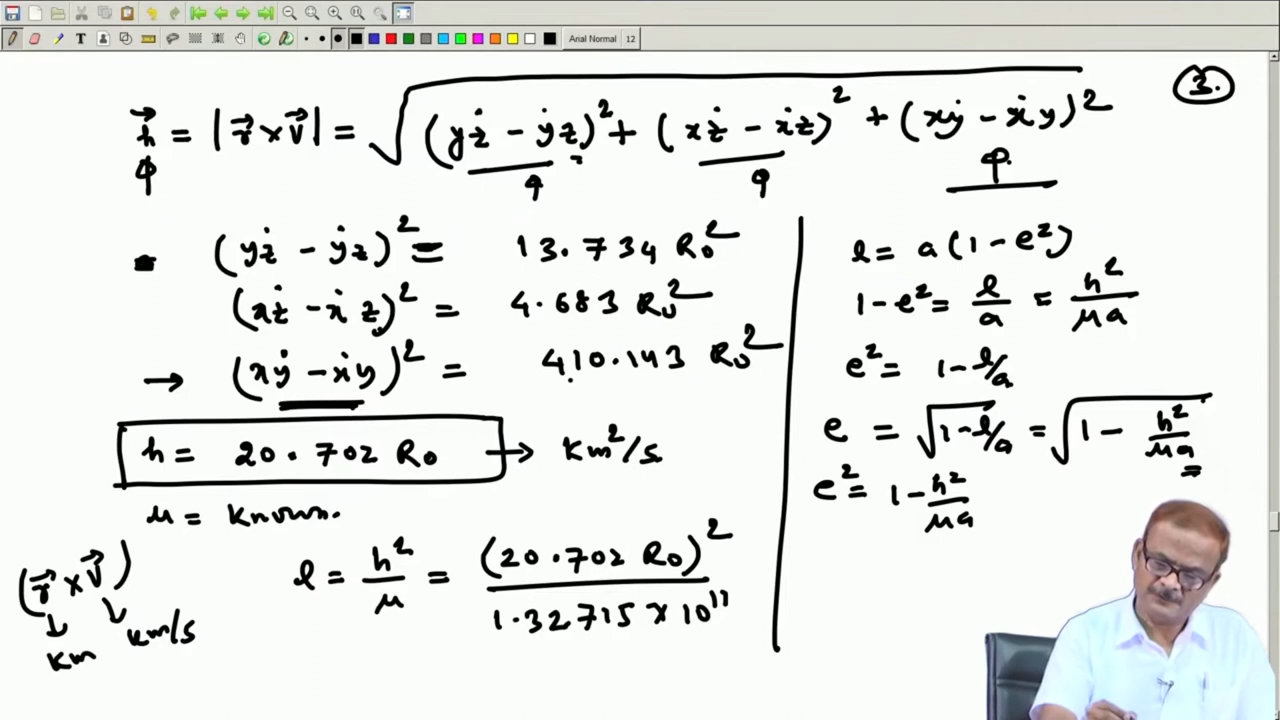 Arial Normal 12
3.
h⃗ = |r⃗ × v⃗| = √((yż − ẏz)² + (xż − ẋz)² + (xẏ − ẋy)²)
(yż − ẏz)² = 13.734 R₀²
(xż − ẋz)² = 4.683 R₀²
→ (xẏ − ẋy)² = 410.143 R₀²
h = 20.702 R₀ → km²/s
μ = known.
(r⃗ × v⃗)
km km/s
l = h²/μ = (20.702 R₀)²/1.32715 × 10¹¹
l = a(1 − e²)
1 − e² = l/a = h²/μa
e² = 1 − l/a
e = √(1 − l/a) = √(1 − h²/μa)
e² = 1 − h²/μa